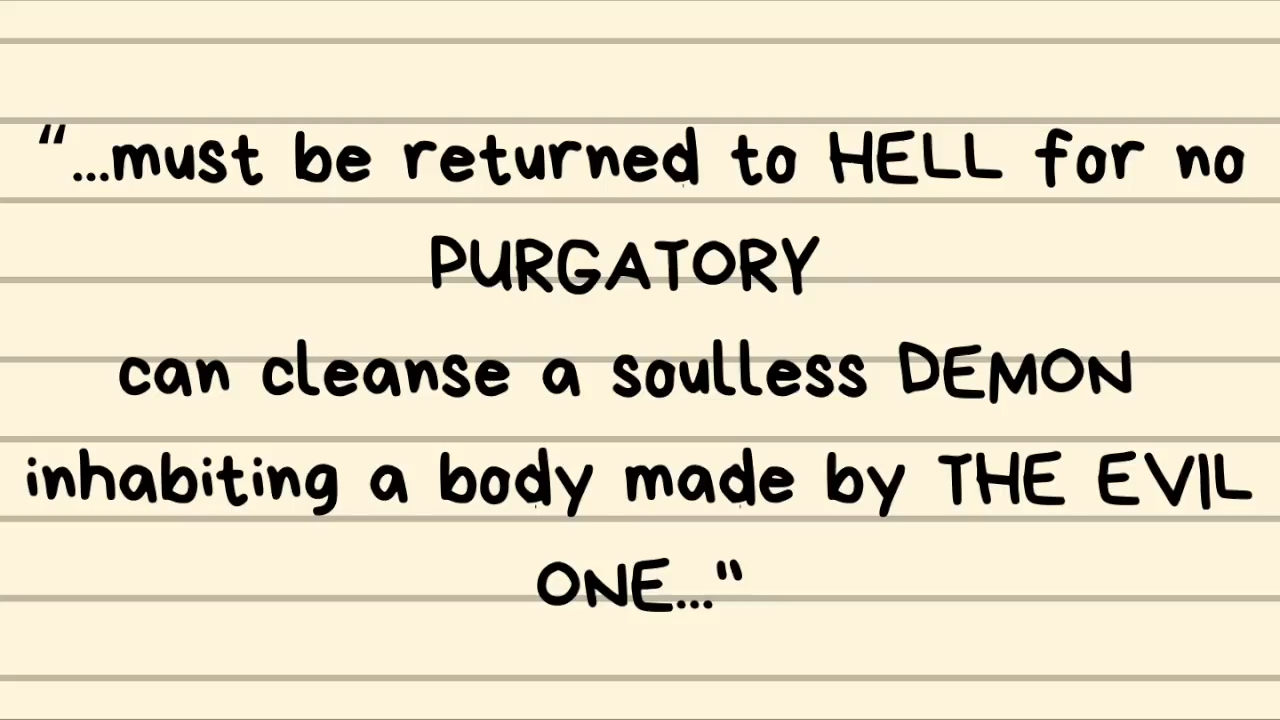 “...must be returned to HELL for no
PURGATORY
can cleanse a soulless DEMON
inhabiting a body made by THE EVIL
ONE..."